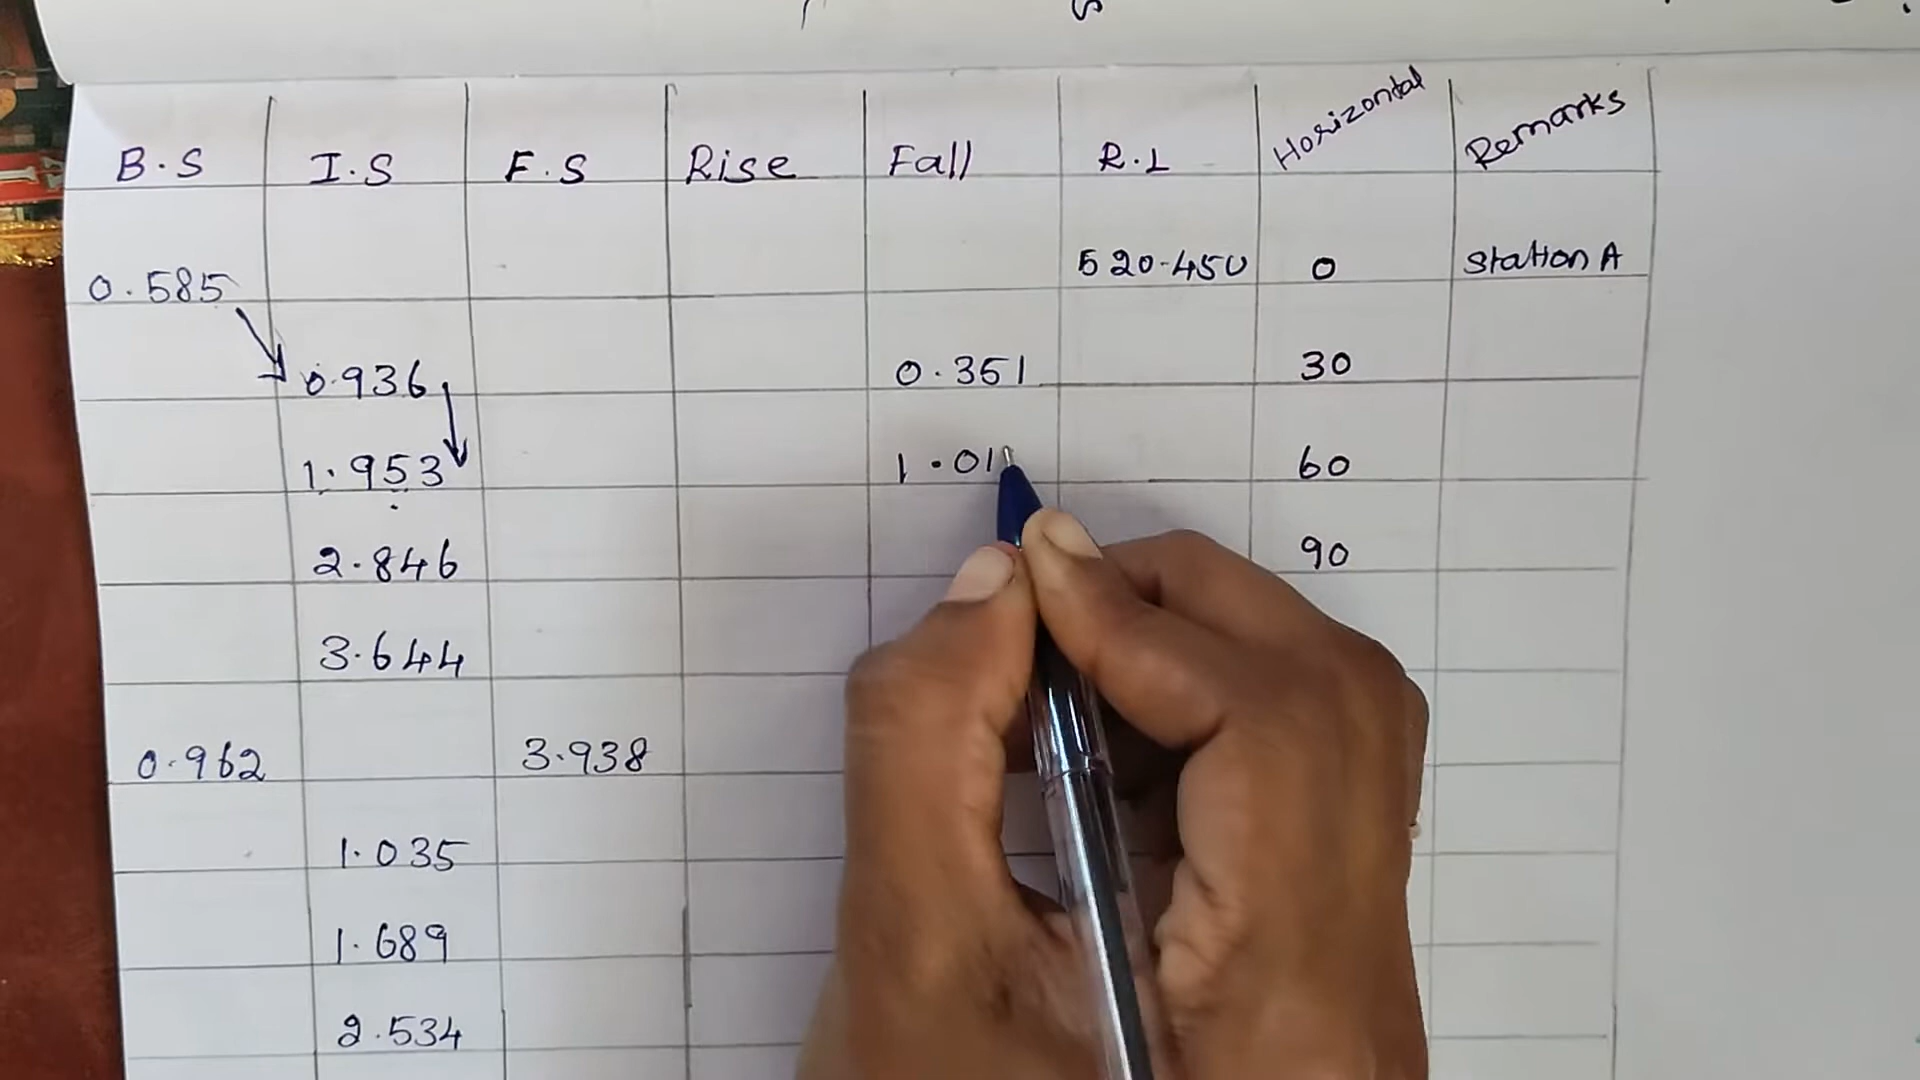 B.S I.S F.S Rise Fall R.L Horizontal Remarks
0.585 520.450 0 Station A
0.936 0.351 30
1.953 1.01 60
2.846 90
3.644
0.962 3.938
1.035
1.689
2.534